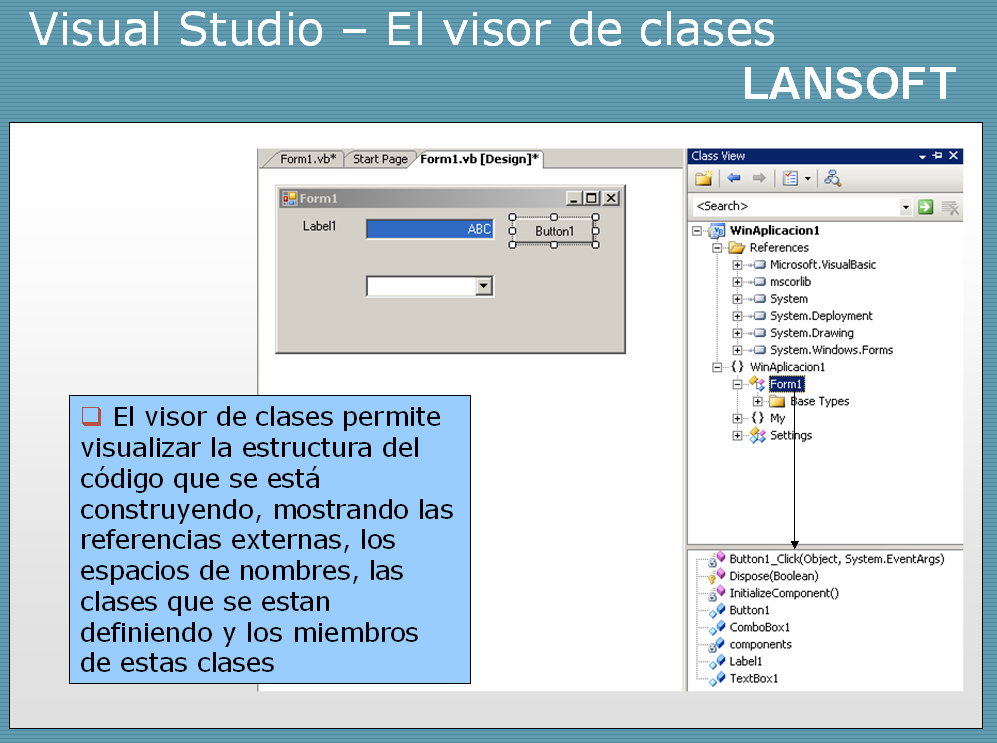 Visual Studio – El visor de clases
LANSOFT
Form1.vb*
Start Page
Form1.vb [Design]*
Form1
Label1
ABC
Button1
Class View
<Search>
WinAplicacion1
References
Microsoft.VisualBasic
mscorlib
System
System.Deployment
System.Drawing
System.Windows.Forms
{} WinAplicacion1
Form1
Base Types
{} My
Settings
Button1_Click(Object, System.EventArgs)
Dispose(Boolean)
InitializeComponent()
Button1
ComboBox1
components
Label1
TextBox1
El visor de clases permite
visualizar la estructura del
código que se está
construyendo, mostrando las
referencias externas, los
espacios de nombres, las
clases que se estan
definiendo y los miembros
de estas clases